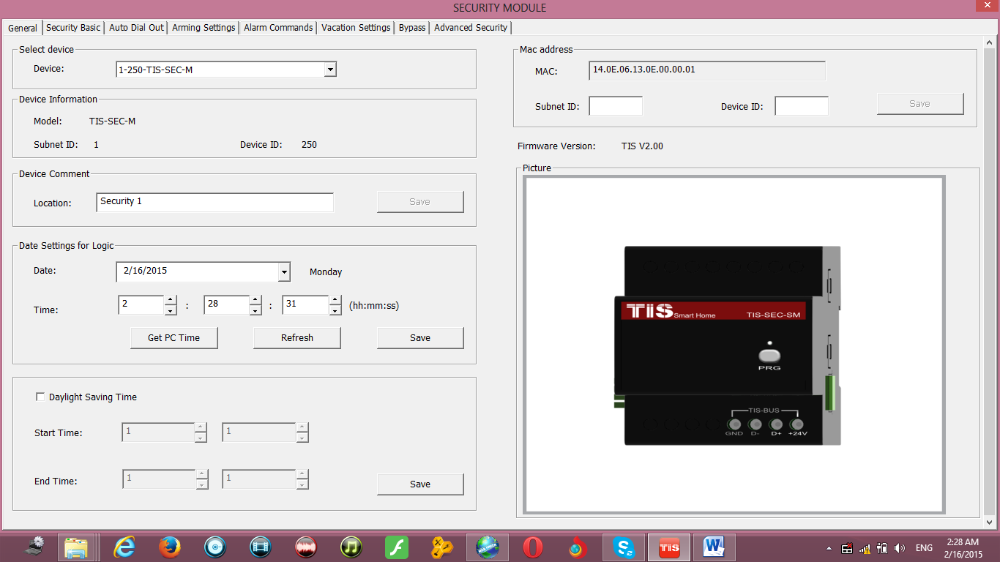 SECURITY MODULE
General Security Basic Auto Dial Out Arming Settings Alarm Commands Vacation Settings Bypass Advanced Security
Select device
Device: 1-250-TIS-SEC-M
Device Information
Model: TIS-SEC-M
Subnet ID: 1 Device ID: 250
Device Comment
Location: Security 1 Save
Date Settings for Logic
Date: 2/16/2015 Monday
Time: 2 : 28 : 31 (hh:mm:ss)
Get PC Time Refresh Save
Daylight Saving Time
Start Time: 1 1
End Time: 1 1 Save
Mac address
MAC: 14.0E.06.13.0E.00.00.01
Subnet ID: Device ID: Save
Firmware Version: TIS V2.00
Picture
TIS Smart Home TIS-SEC-SM
PRG
TIS-BUS
GND D- D+ +24V
TIS
ENG
2:28 AM
2/16/2015